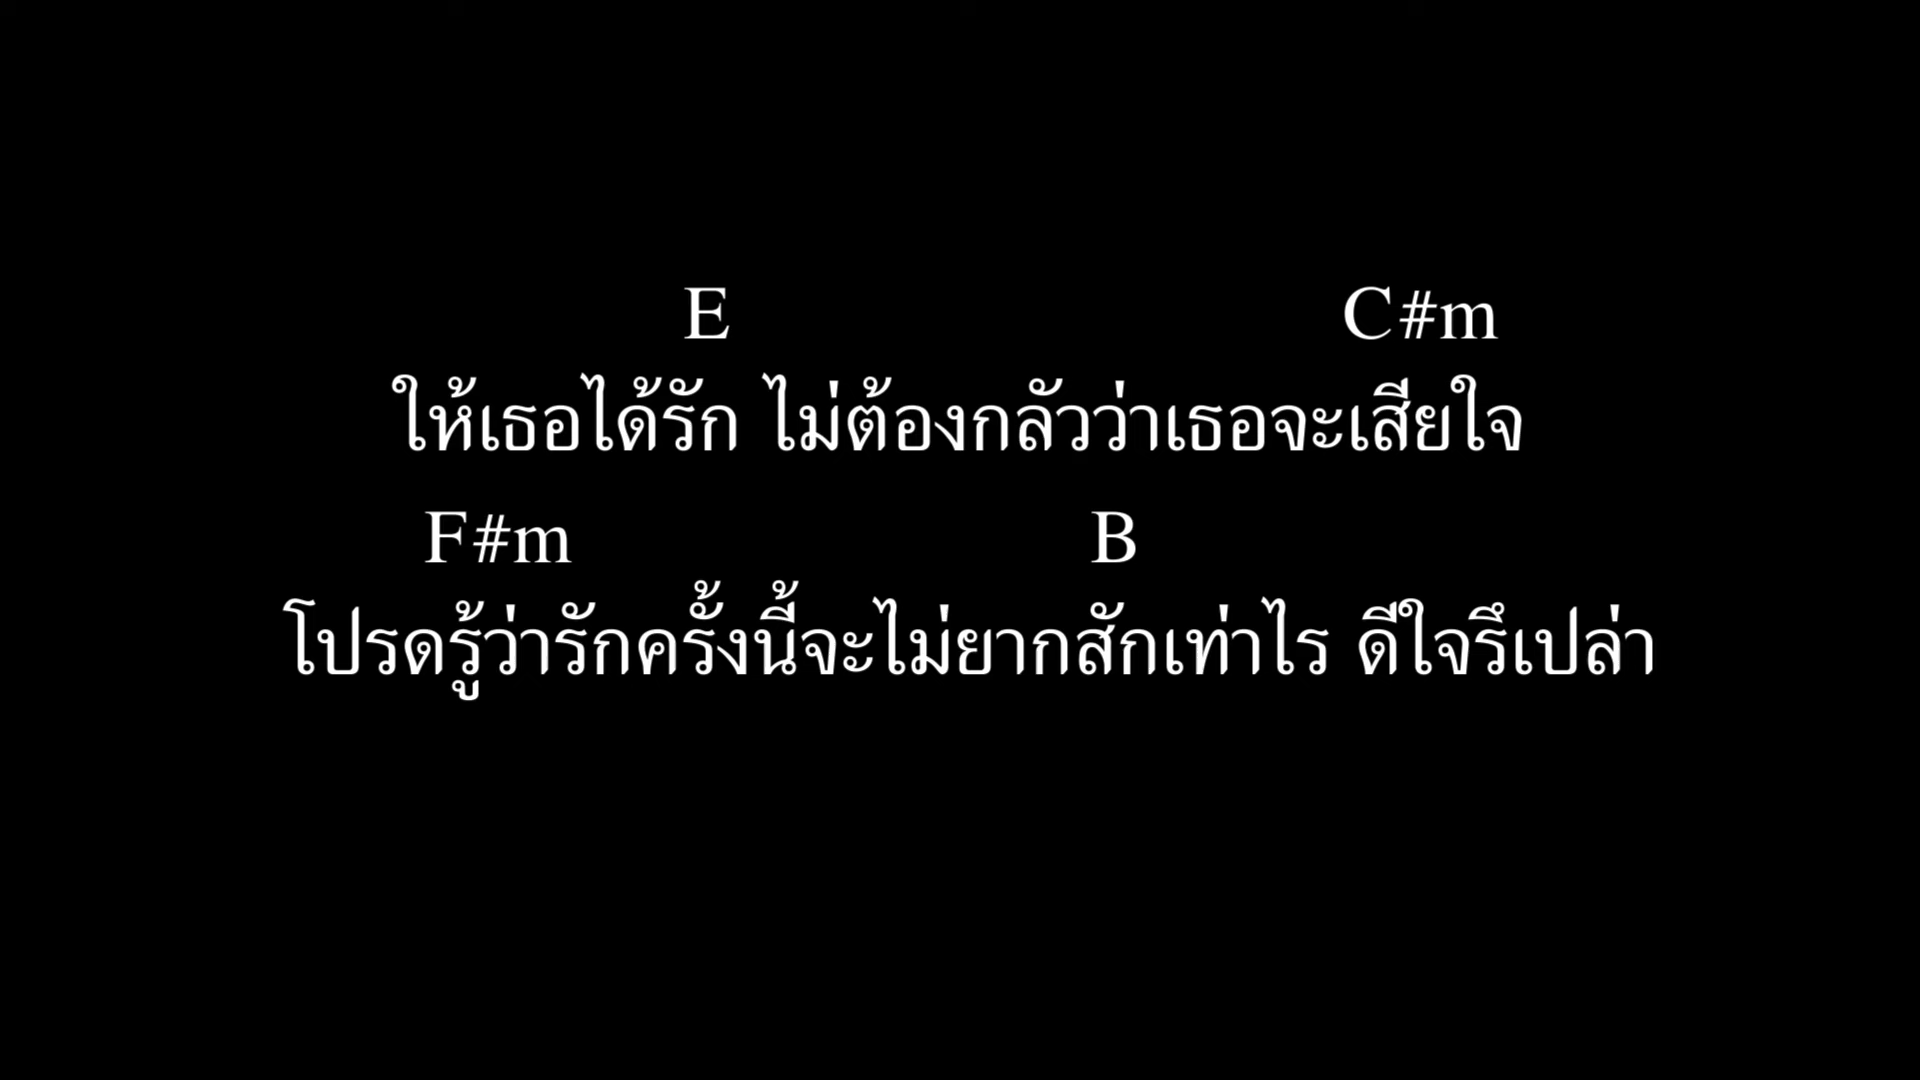 E C#m
ให้เธอได้รัก ไม่ต้องกลัวว่าเธอจะเสียใจ
F#m B
โปรดรู้ว่ารักครั้งนี้จะไม่ยากสักเท่าไร ดีใจรึเปล่า